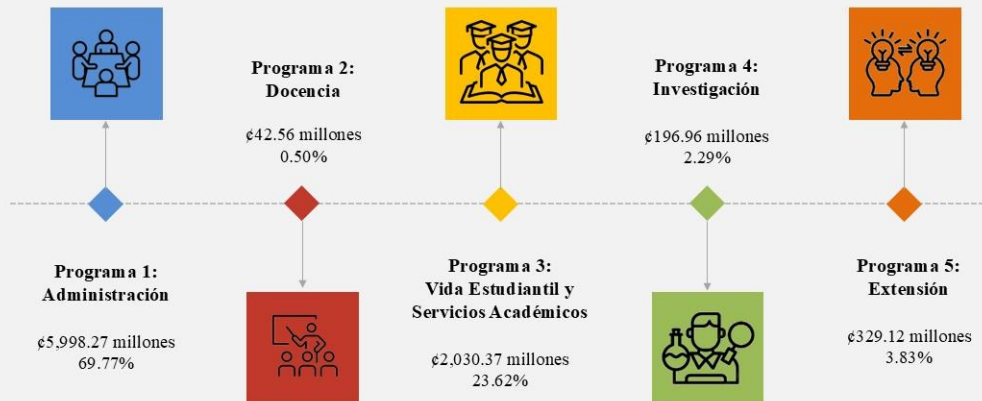 Programa 1:
Administración
¢5,998.27 millones
69.77%
Programa 2:
Docencia
¢42.56 millones
0.50%
Programa 3:
Vida Estudiantil y
Servicios Académicos
¢2,030.37 millones
23.62%
Programa 4:
Investigación
¢196.96 millones
2.29%
Programa 5:
Extensión
¢329.12 millones
3.83%